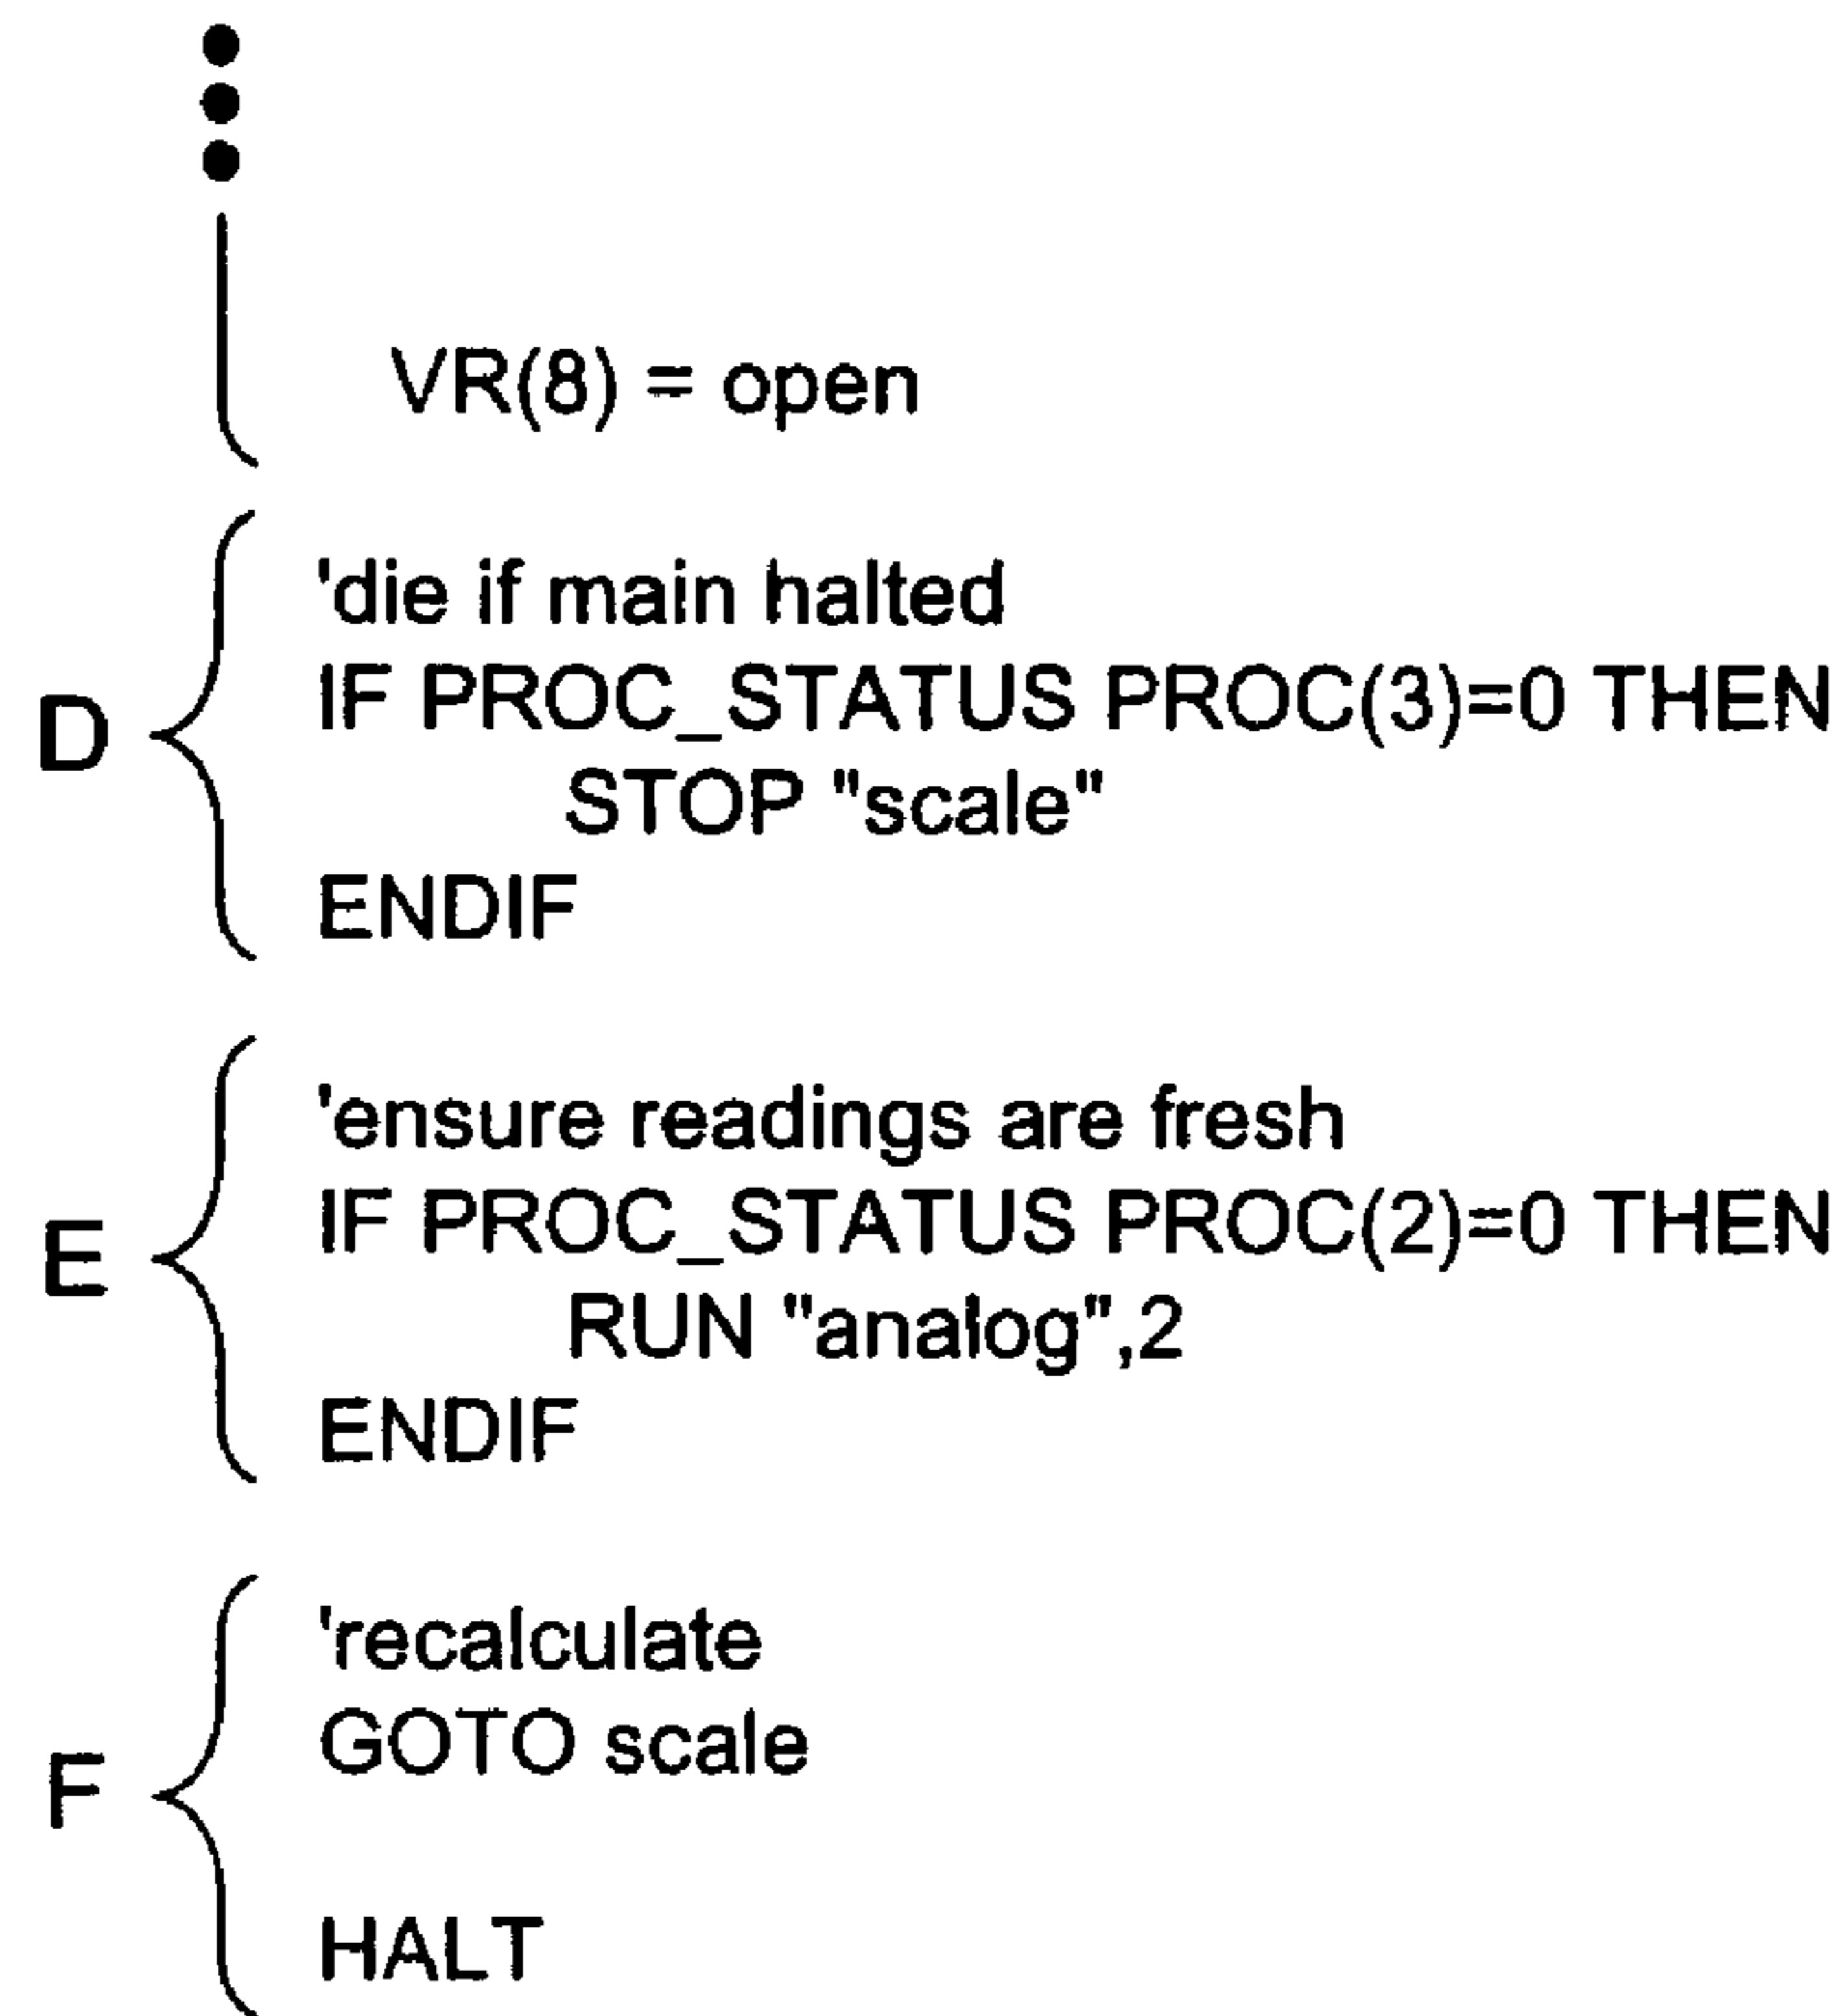 VR(8) = open
'die if main halted
IF PROC_STATUS PROC(3)=0 THEN
D
STOP "scale"
ENDIF
'ensure readings are fresh
IF PROC_STATUS PROC(2)=0 THEN
E
RUN "analog",2
ENDIF
'recalculate
GOTO scale
F
HALT